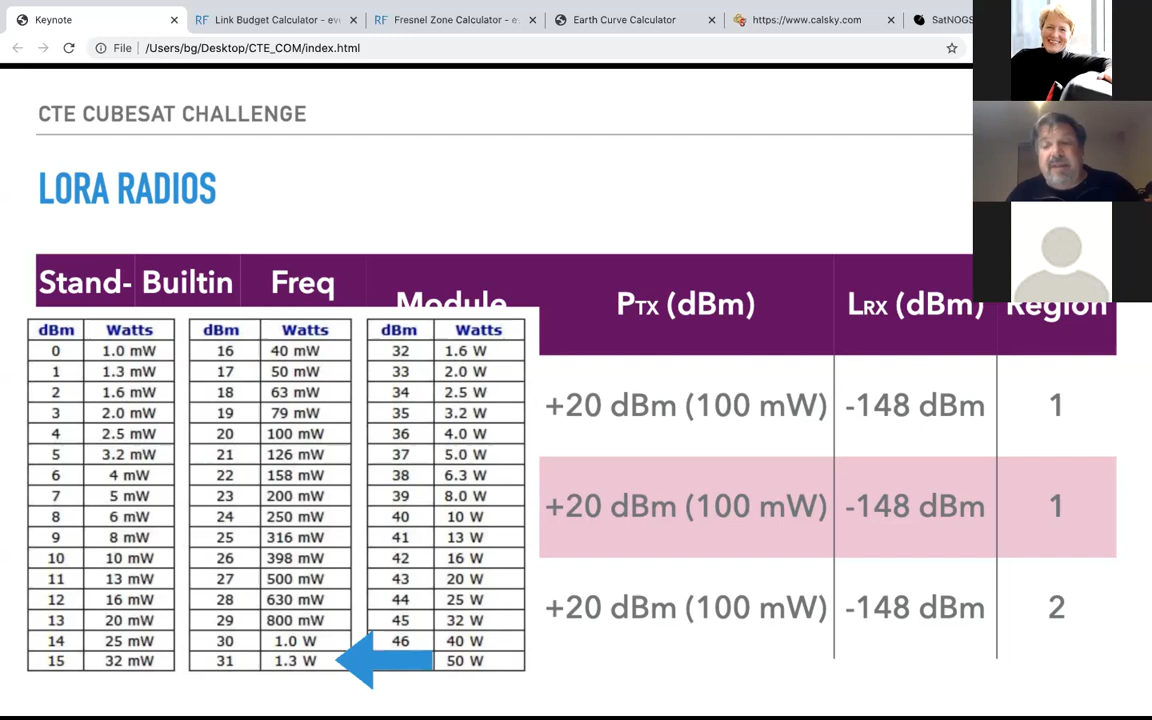 Keynote
Link Budget Calculator - eve
Fresnel Zone Calculator - e
Earth Curve Calculator
https://www.calsky.com
SatNOGS
File /Users/bg/Desktop/CTE_COM/index.html
CTE CUBESAT CHALLENGE
LORA RADIOS
Stand- Builtin Freq Module PTX (dBm) LRX (dBm) Region
dBm Watts dBm Watts dBm Watts
0 1.0 mW 16 40 mW 32 1.6 W
1 1.3 mW 17 50 mW 33 2.0 W
2 1.6 mW 18 63 mW 34 2.5 W
3 2.0 mW 19 79 mW 35 3.2 W
4 2.5 mW 20 100 mW 36 4.0 W
5 3.2 mW 21 126 mW 37 5.0 W
6 4 mW 22 158 mW 38 6.3 W
7 5 mW 23 200 mW 39 8.0 W
8 6 mW 24 250 mW 40 10 W
9 8 mW 25 316 mW 41 13 W
10 10 mW 26 398 mW 42 16 W
11 13 mW 27 500 mW 43 20 W
12 16 mW 28 630 mW 44 25 W
13 20 mW 29 800 mW 45 32 W
14 25 mW 30 1.0 W 46 40 W
15 32 mW 31 1.3 W 50 W
+20 dBm (100 mW) -148 dBm 1
+20 dBm (100 mW) -148 dBm 1
+20 dBm (100 mW) -148 dBm 2